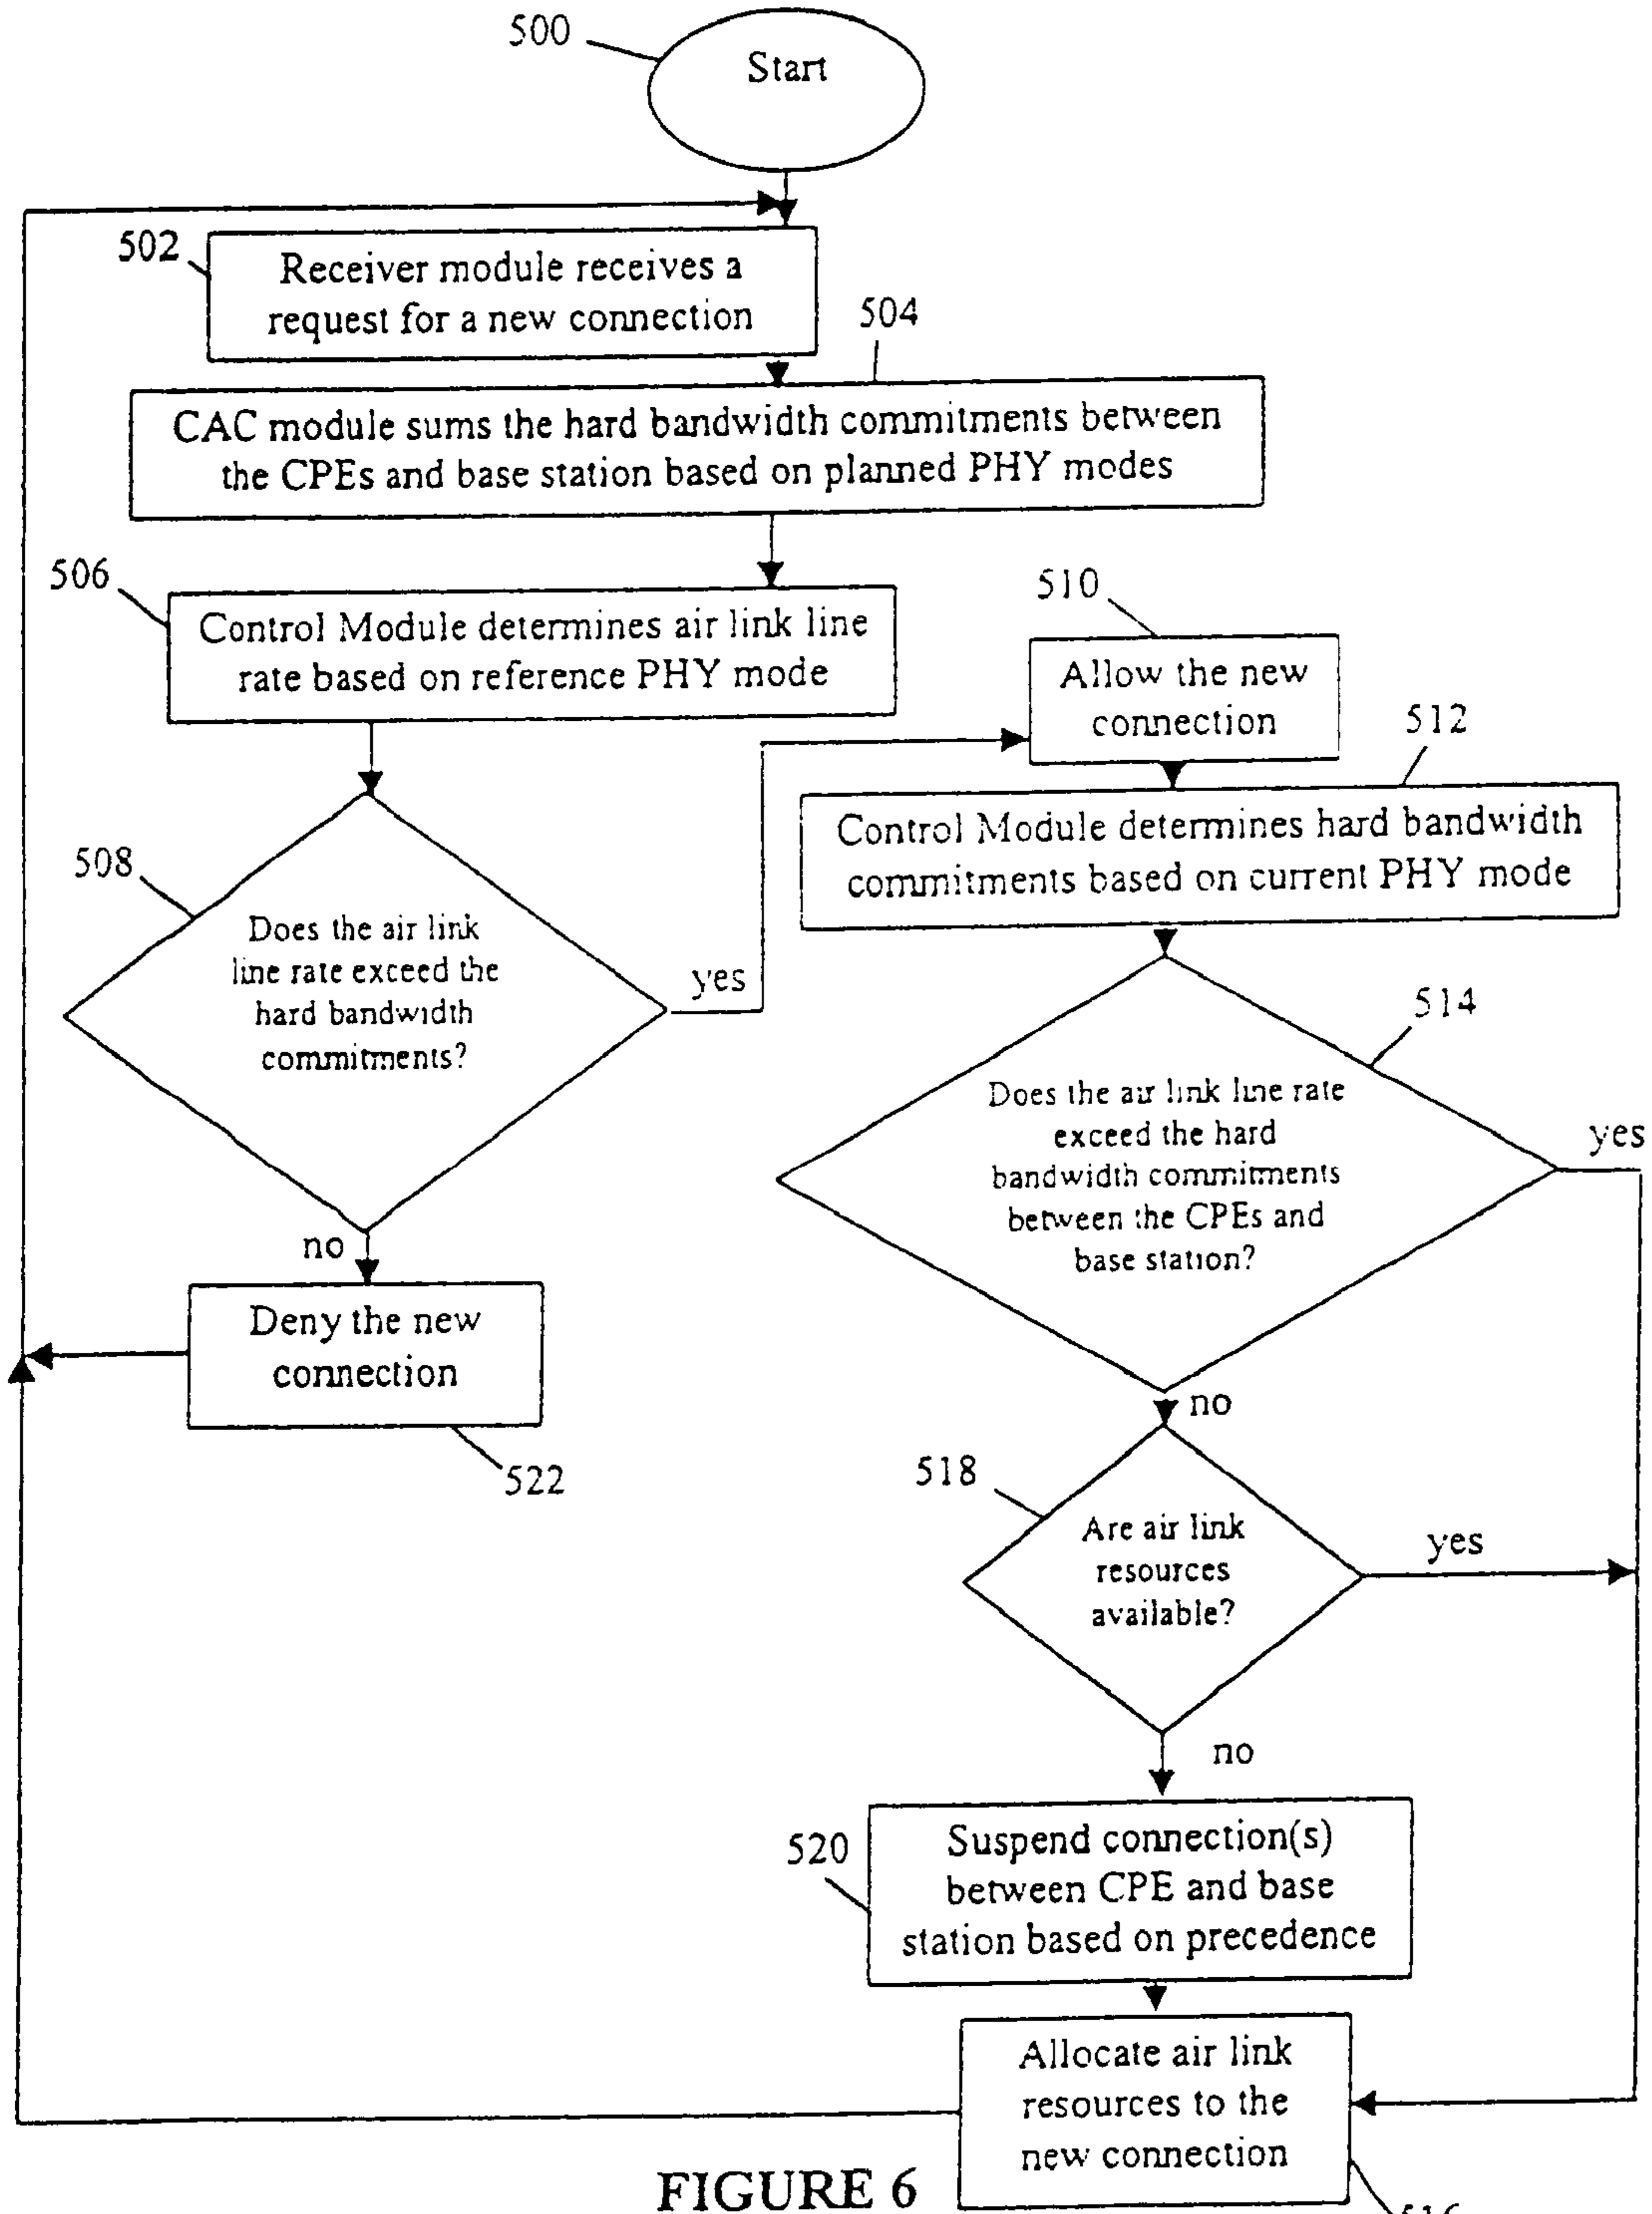 500
Start
502
Receiver module receives a
request for a new connection
504
CAC module sums the hard bandwidth commitments between
the CPEs and base station based on planned PHY modes
506
Control Module determines air link line
rate based on reference PHY mode
510
Allow the new
connection
512
Control Module determines hard bandwidth
commitments based on current PHY mode
508
Does the air link
line rate exceed the
hard bandwidth
commitments?
yes
514
Does the air link line rate
exceed the hard
bandwidth commitments
between the CPEs and
base station?
yes
no
Deny the new
connection
522
no
518
Are air link
resources
available?
yes
no
520
Suspend connection(s)
between CPE and base
station based on precedence
Allocate air link
resources to the
new connection
FIGURE 6
516